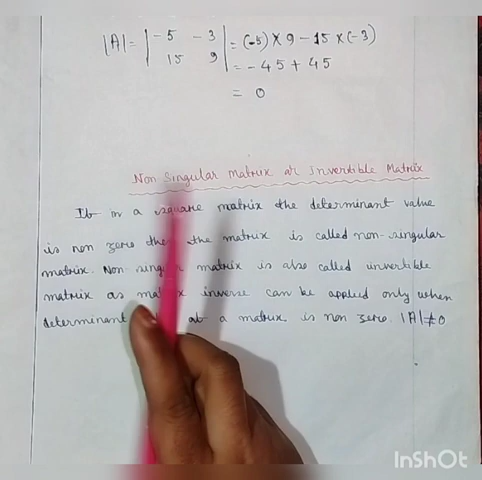 |A| = | -5 -3 | = (-5) × 9 - 15 × (-3)
15 9 = -45 + 45
= 0
Non Singular Matrix or Invertible Matrix
If in a square matrix the determinant value
is non zero then the matrix is called non-singular
matrix. Non singular matrix is also called invertible
matrix as matrix inverse can be applied only when
determinant of a matrix is non zero. |A| ≠ 0
InShOt